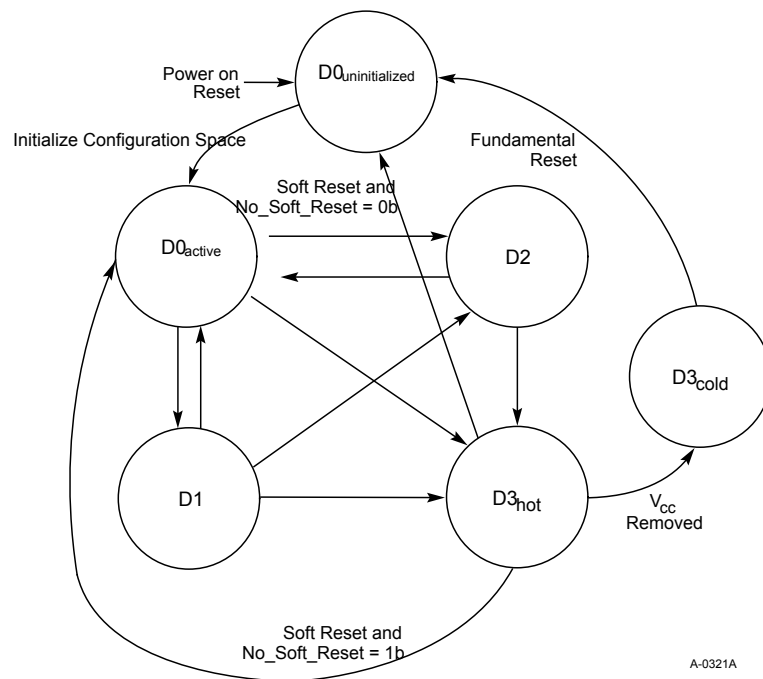 D0uninitialized
Power on
Reset
Initialize Configuration Space
Fundamental
Reset
Soft Reset and
No_Soft_Reset = 0b
D0active
D2
D3cold
D1
D3hot
Vcc
Removed
Soft Reset and
No_Soft_Reset = 1b
A-0321A